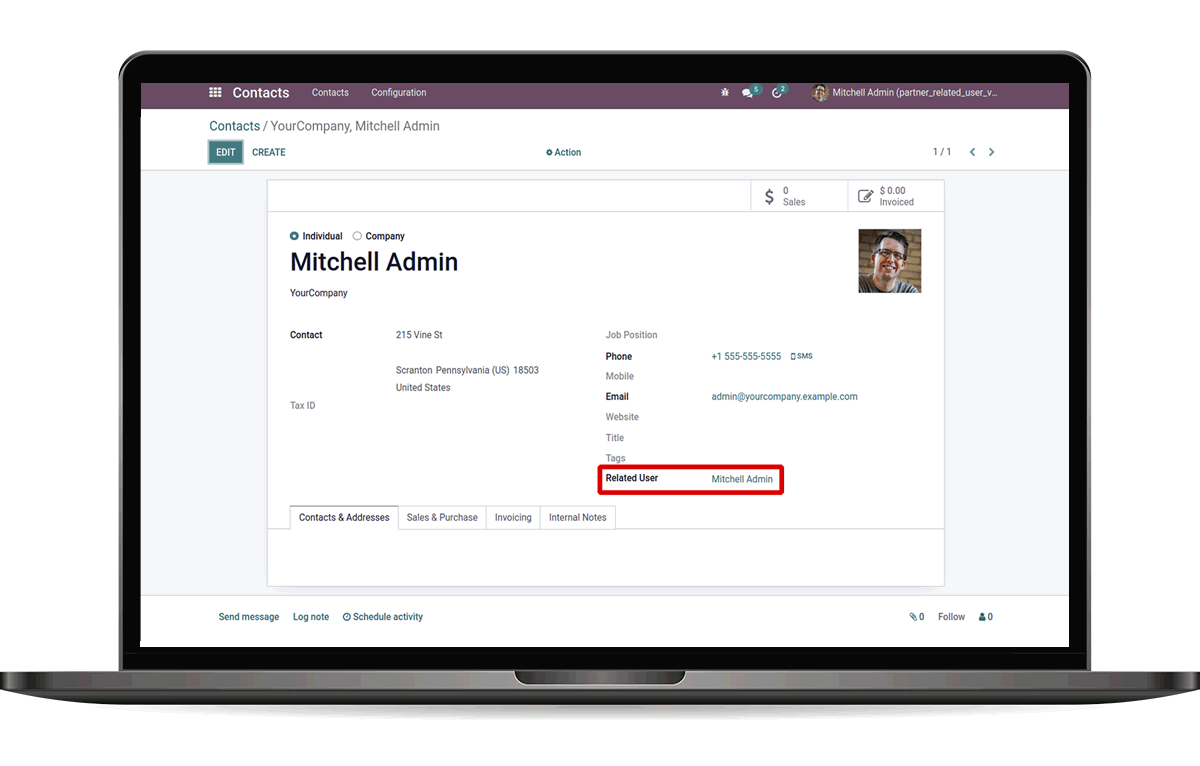 Contacts Contacts Configuration 5 2 Mitchell Admin (partner_related_user_v...
Contacts / YourCompany, Mitchell Admin
EDIT CREATE Action 1 / 1
0 Sales
$ 0.00 Invoiced
Individual Company
Mitchell Admin
YourCompany
Contact 215 Vine St
Scranton Pennsylvania (US) 18503
United States
Tax ID
Job Position
Phone +1 555-555-5555 SMS
Mobile
Email admin@yourcompany.example.com
Website
Title
Tags
Related User Mitchell Admin
Contacts & Addresses Sales & Purchase Invoicing Internal Notes
Send message Log note Schedule activity 0 Follow 0